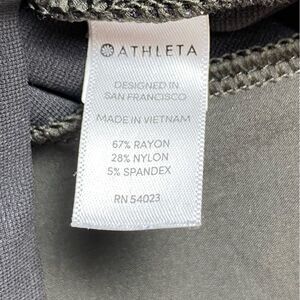 ATHLETA
DESIGNED IN
SAN FRANCISCO
MADE IN VIETNAM
67% RAYON
28% NYLON
5% SPANDEX
RN 54023